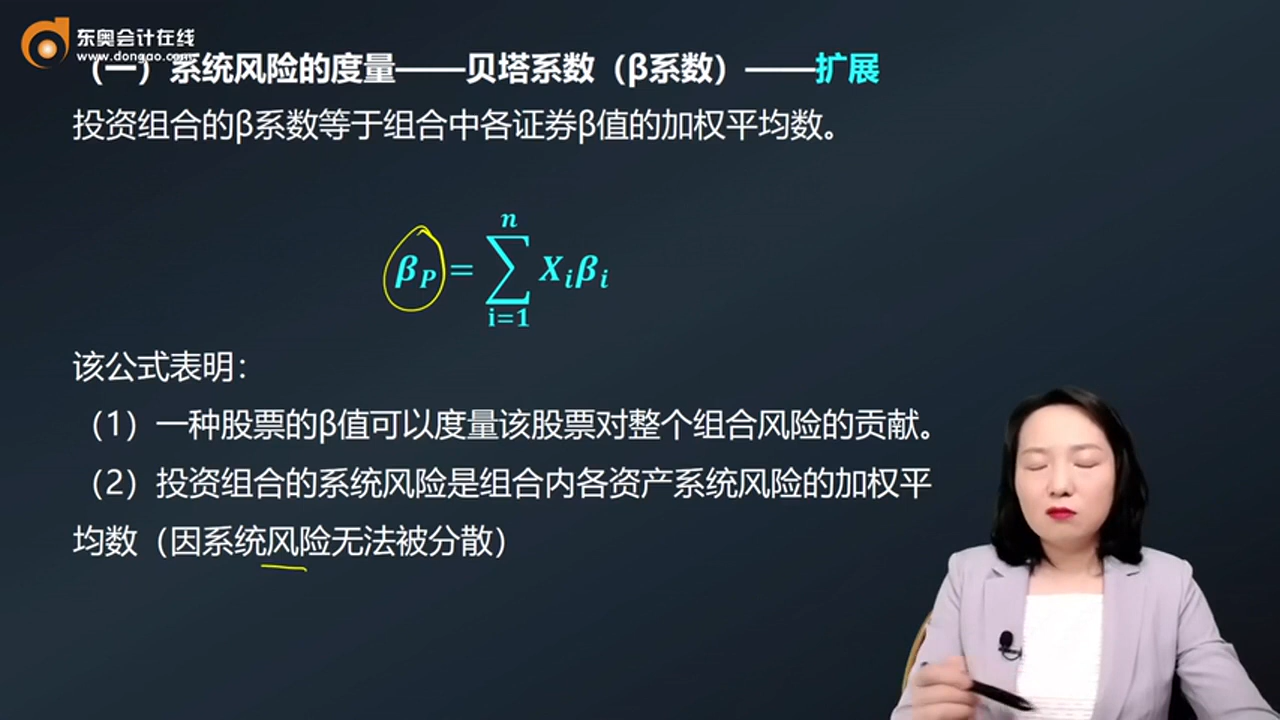 东奥会计在线
www.dongao.com
（一）系统风险的度量——贝塔系数（β系数）——扩展
投资组合的β系数等于组合中各证券β值的加权平均数。
n
βP = ∑ Xiβi
i=1
该公式表明：
（1）一种股票的β值可以度量该股票对整个组合风险的贡献。
（2）投资组合的系统风险是组合内各资产系统风险的加权平
均数（因系统风险无法被分散）